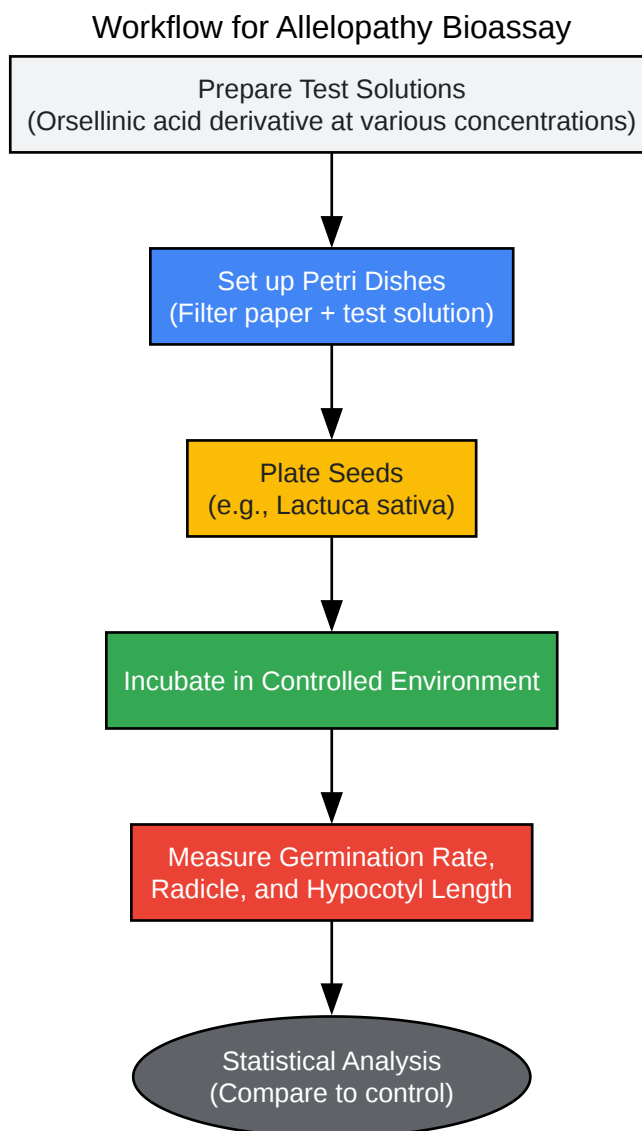 Workflow for Allelopathy Bioassay
Prepare Test Solutions
(Orsellinic acid derivative at various concentrations)
Set up Petri Dishes
(Filter paper + test solution)
Plate Seeds
(e.g., Lactuca sativa)
Incubate in Controlled Environment
Measure Germination Rate,
Radicle, and Hypocotyl Length
Statistical Analysis
(Compare to control)